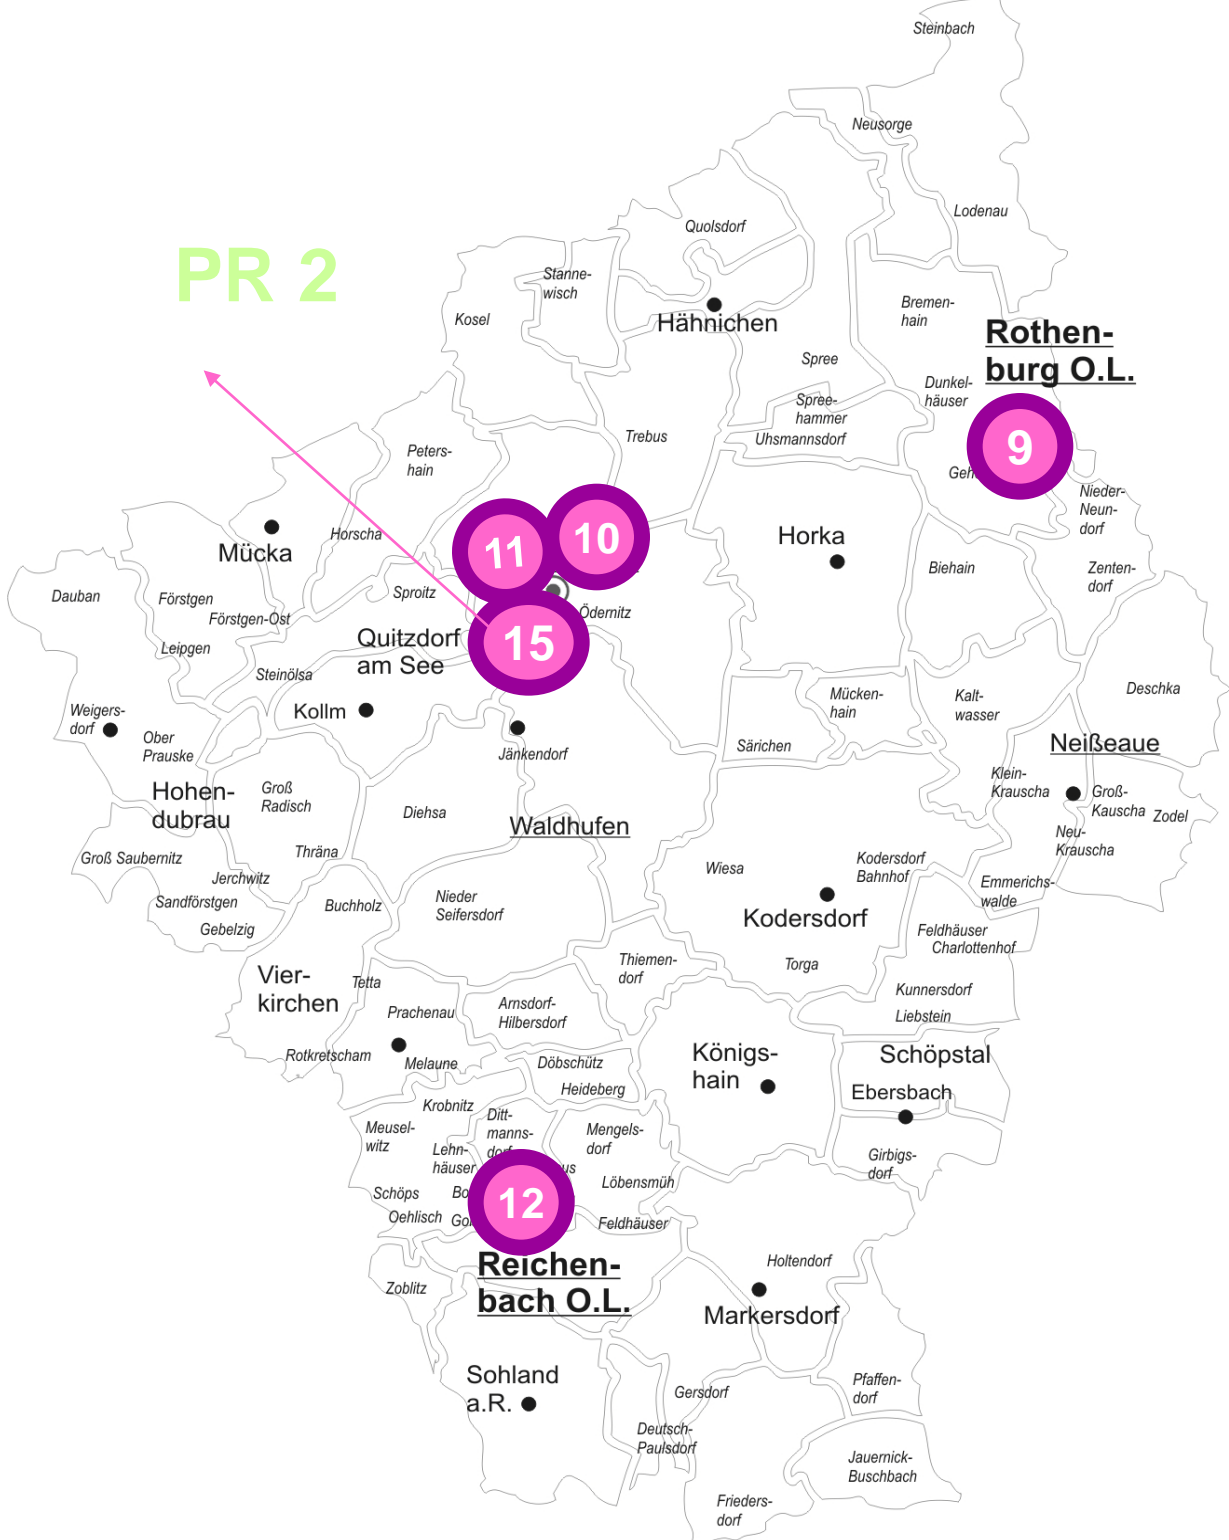 Steinbach
Neusorge
Lodenau
Quolsdorf
PR 2
Stanne-
wisch
Kosel
Hähnichen
Bremen-
hain
Rothen-
burg O.L.
Spree
Dunkel-
häuser
Spree-
hammer
Uhsmannsdorf
Trebus
Peters-
hain
9
Nieder-
Neun-
dorf
Horscha
Mücka
11
10
Horka
Biehain
Zenten-
dorf
Dauban
Förstgen
Förstgen-Ost
Sproitz
Ödernitz
15
Leipgen
Quitzdorf
am See
Steinölsa
Kollm
Weigers-
dorf
Ober
Prauske
Jänkendorf
Särichen
Mücken-
hain
Kalt-
wasser
Deschka
Neißeaue
Hohen-
dubrau
Groß
Radisch
Diehsa
Waldhufen
Klein-
Krauscha
Groß-
Kauscha
Zodel
Neu-
Krauscha
Groß Saubernitz
Thräna
Jerchwitz
Sandförstgen
Gebelzig
Buchholz
Nieder
Seifersdorf
Wiesa
Kodersdorf
Bahnhof
Kodersdorf
Emmerichs-
walde
Feldhäuser
Charlottenhof
Torga
Thiemen-
dorf
Kunnersdorf
Liebstein
Vier-
kirchen
Tetta
Prachenau
Arnsdorf-
Hilbersdorf
Rotkretscham
Melaune
Döbschütz
Heideberg
Königs-
hain
Schöpstal
Ebersbach
Girbigs-
dorf
Krobnitz
Meusel-
witz
Ditt-
manns-
dorf
Mengels-
dorf
Lehn-
häuser
Löbensmüh
Schöps
Oehlisch
12
Feldhäuser
Reichen-
bach O.L.
Zoblitz
Holtendorf
Markersdorf
Sohland
a.R.
Gersdorf
Pfaffen-
dorf
Deutsch-
Paulsdorf
Jauernick-
Buschbach
Frieders-
dorf